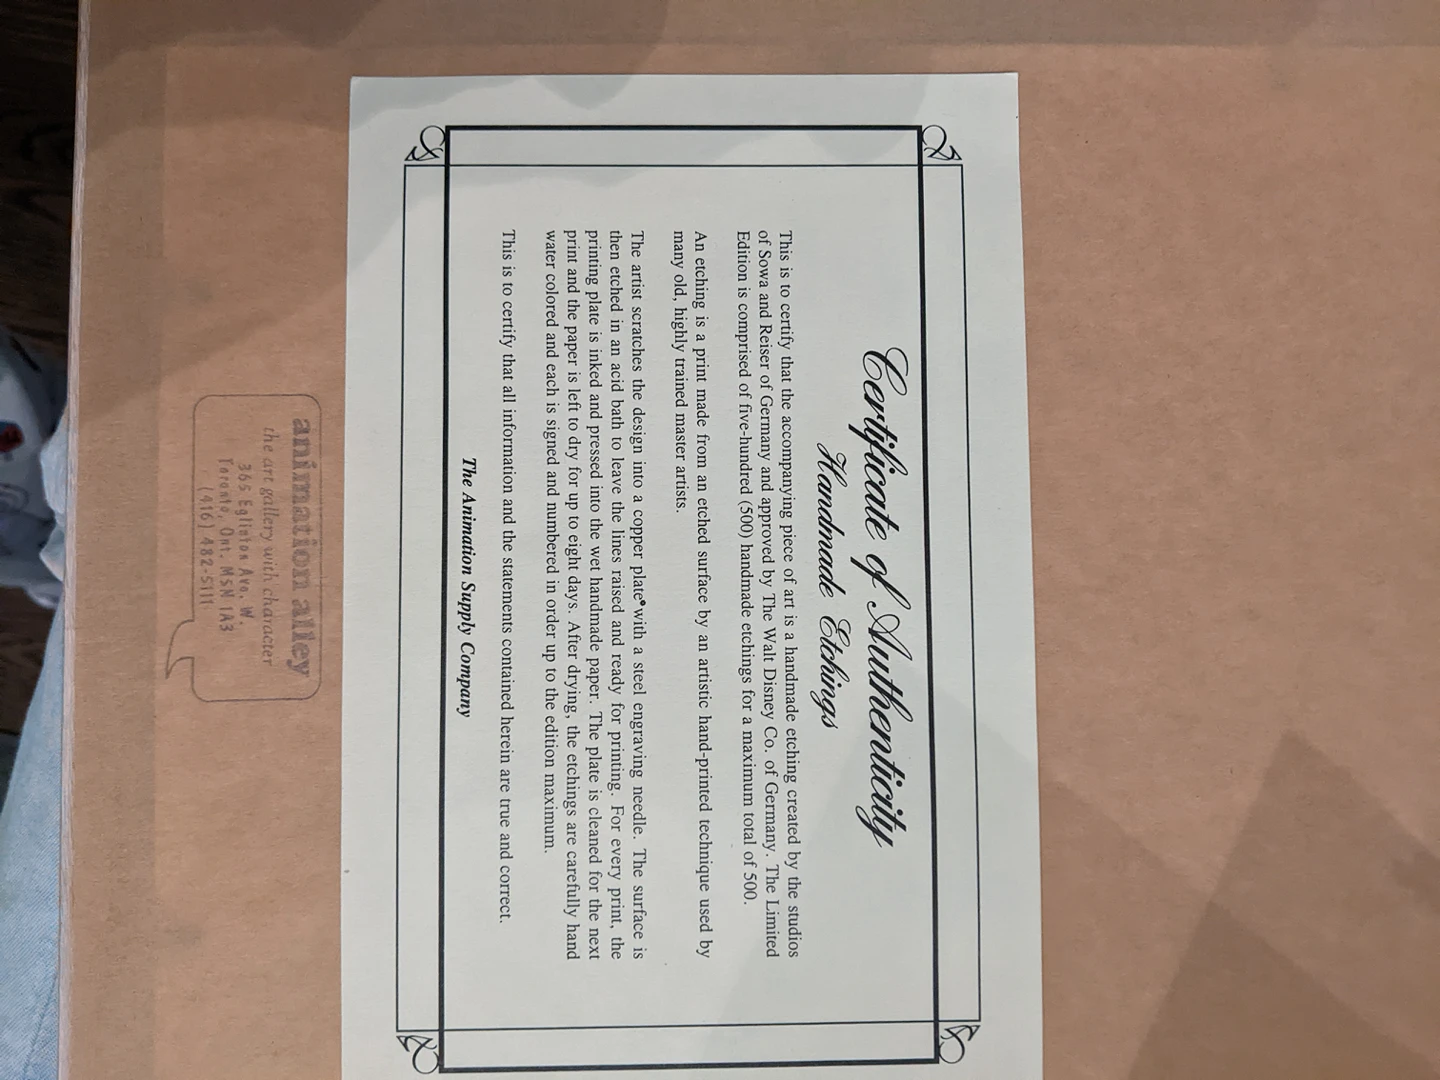 Certificate of Authenticity
Handmade Etchings
This is to certify that the accompanying piece of art is a handmade etching created by the studios
of Sowa and Reiser of Germany and approved by The Walt Disney Co. of Germany. The Limited
Edition is comprised of five-hundred (500) handmade etchings for a maximum total of 500.
An etching is a print made from an etched surface by an artistic hand-printed technique used by
many old, highly trained master artists.
The artist scratches the design into a copper plate with a steel engraving needle. The surface is
then etched in an acid bath to leave the lines raised and ready for printing. For every print, the
printing plate is inked and pressed into the wet handmade paper. The plate is cleaned for the next
print and the paper is left to dry for up to eight days. After drying, the etchings are carefully hand
water colored and each is signed and numbered in order up to the edition maximum.
This is to certify that all information and the statements contained herein are true and correct.
The Animation Supply Company
animation alley
the art gallery with character
365 Eglinton Ave. W.
Toronto, Ont. M5N 1A3
(416) 482-5111